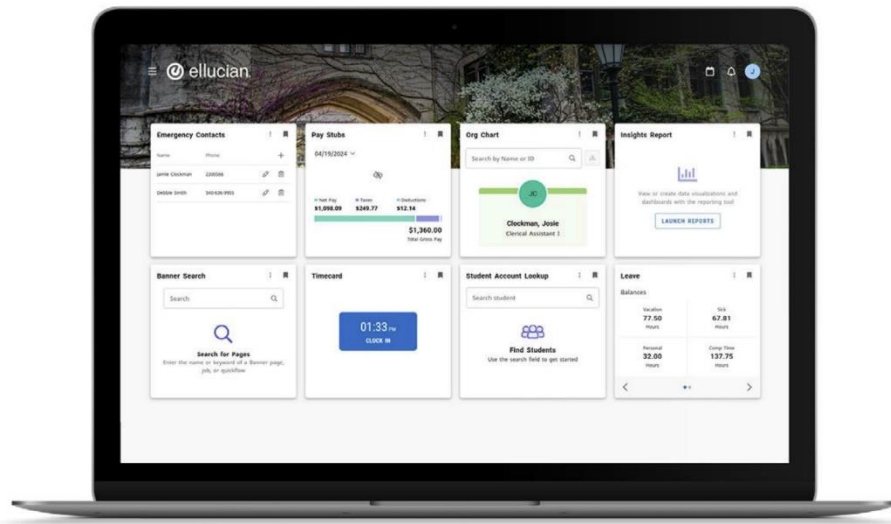 ellucian
J
Emergency Contacts
Name Phone
Jamie Clockman
Debbie Smith
Pay Stubs
04/19/2024
Net Pay Taxes Deductions
$1,098.09 $249.77 $12.14
$1,360.00
Total Gross Pay
Org Chart
Search by Name or ID
JC
Clockman, Josie
Clerical Assistant I
Insights Report
View or create data visualizations and
dashboards with the reporting tool
LAUNCH REPORTS
Banner Search
Search
Search for Pages
Enter the name or keyword of a Banner page,
job, or quickflow
Timecard
01:33 PM
CLOCK IN
Student Account Lookup
Search student
Find Students
Use the search field to get started
Leave
Balances
Vacation
77.50
Hours
Sick
67.81
Hours
Personal
32.00
Hours
Comp Time
137.75
Hours